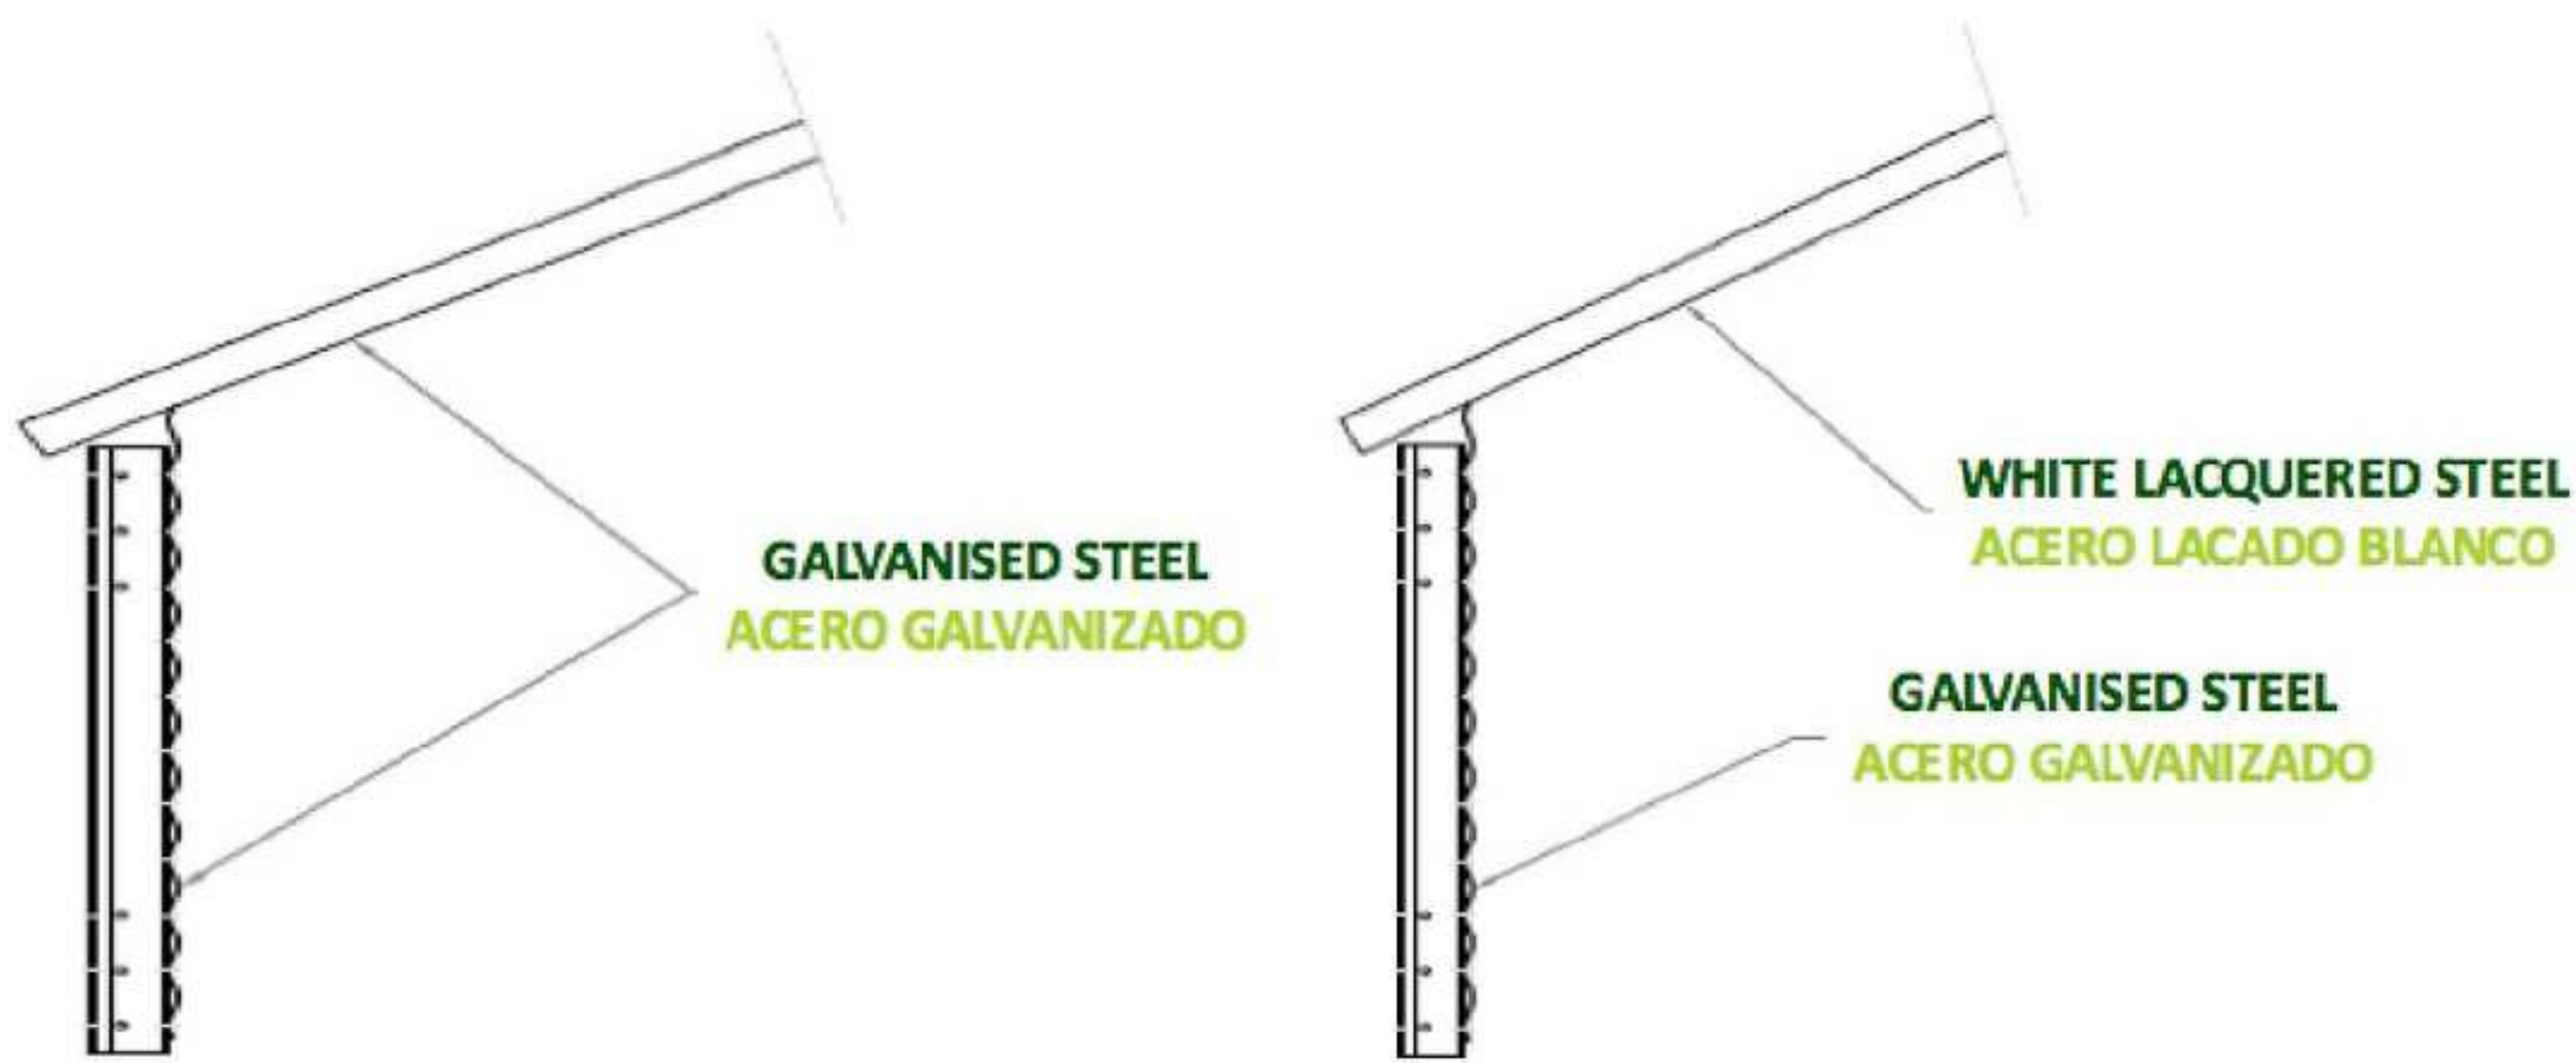 GALVANISED STEEL
ACERO GALVANIZADO
WHITE LACQUERED STEEL
ACERO LACADO BLANCO
GALVANISED STEEL
ACERO GALVANIZADO